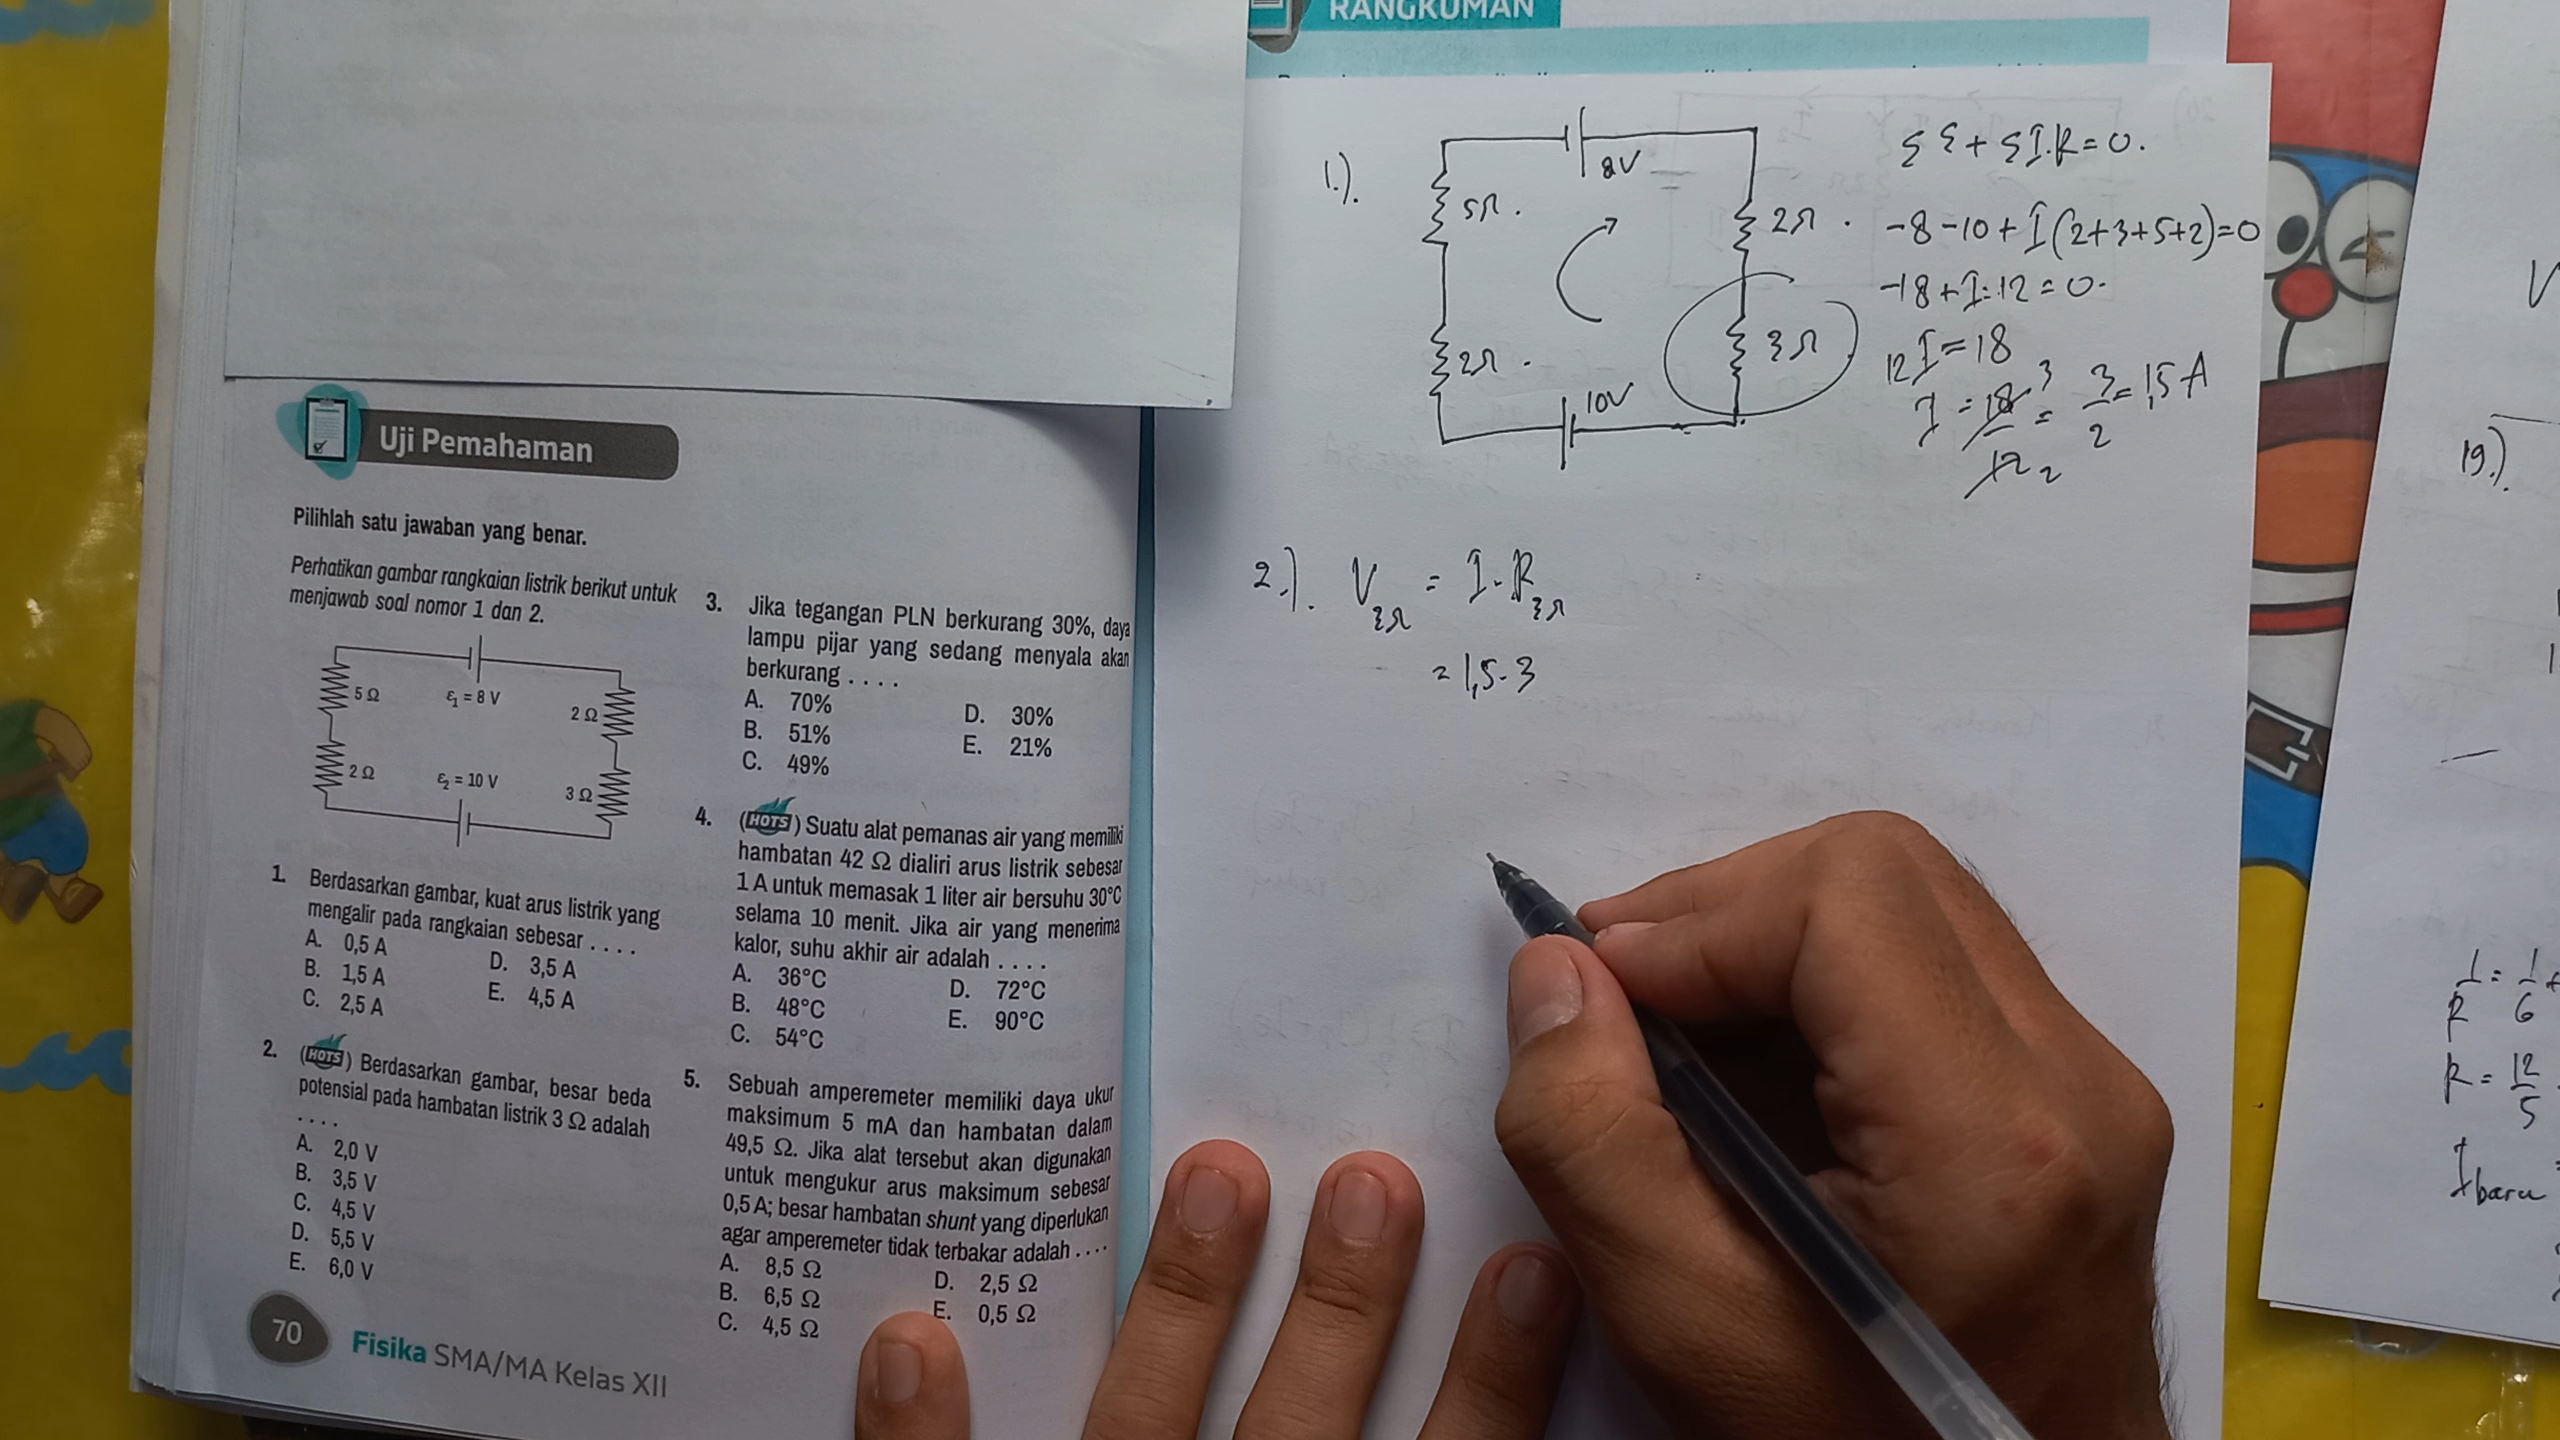 RANGKUMAN
Uji Pemahaman
Pilihlah satu jawaban yang benar.
Perhatikan gambar rangkaian listrik berikut untuk
menjawab soal nomor 1 dan 2.
ε₁ = 8 V
5 Ω
2 Ω
2 Ω
ε₂ = 10 V
3 Ω
1. Berdasarkan gambar, kuat arus listrik yang
mengalir pada rangkaian sebesar . . . .
A. 0,5 A
B. 1,5 A
C. 2,5 A
D. 3,5 A
E. 4,5 A
2. (HOTS) Berdasarkan gambar, besar beda
potensial pada hambatan listrik 3 Ω adalah
. . . .
A. 2,0 V
B. 3,5 V
C. 4,5 V
D. 5,5 V
E. 6,0 V
3. Jika tegangan PLN berkurang 30%, daya
lampu pijar yang sedang menyala akan
berkurang . . . .
A. 70%
B. 51%
C. 49%
D. 30%
E. 21%
4. (HOTS) Suatu alat pemanas air yang memiliki
hambatan 42 Ω dialiri arus listrik sebesar
1 A untuk memasak 1 liter air bersuhu 30°C
selama 10 menit. Jika air yang menerima
kalor, suhu akhir air adalah . . . .
A. 36°C
B. 48°C
C. 54°C
D. 72°C
E. 90°C
5. Sebuah amperemeter memiliki daya ukur
maksimum 5 mA dan hambatan dalam
49,5 Ω. Jika alat tersebut akan digunakan
untuk mengukur arus maksimum sebesar
0,5 A; besar hambatan shunt yang diperlukan
agar amperemeter tidak terbakar adalah . . . .
A. 8,5 Ω
B. 6,5 Ω
C. 4,5 Ω
D. 2,5 Ω
E. 0,5 Ω
70 Fisika SMA/MA Kelas XII
1.).
8V
5Ω.
2Ω.
2Ω.
3Ω
10V
Σ Ɛ + Σ I.R = 0.
-8-10+I(2+3+5+2)=0
-18+I.12=0.
12I=18
I = 18/12 = 3/2 = 1,5 A
3
2
2.). V3Ω = I.R3Ω
= 1,5.3
19.)
V
1/R = 1/6 +
R = 12/5
Ibaru